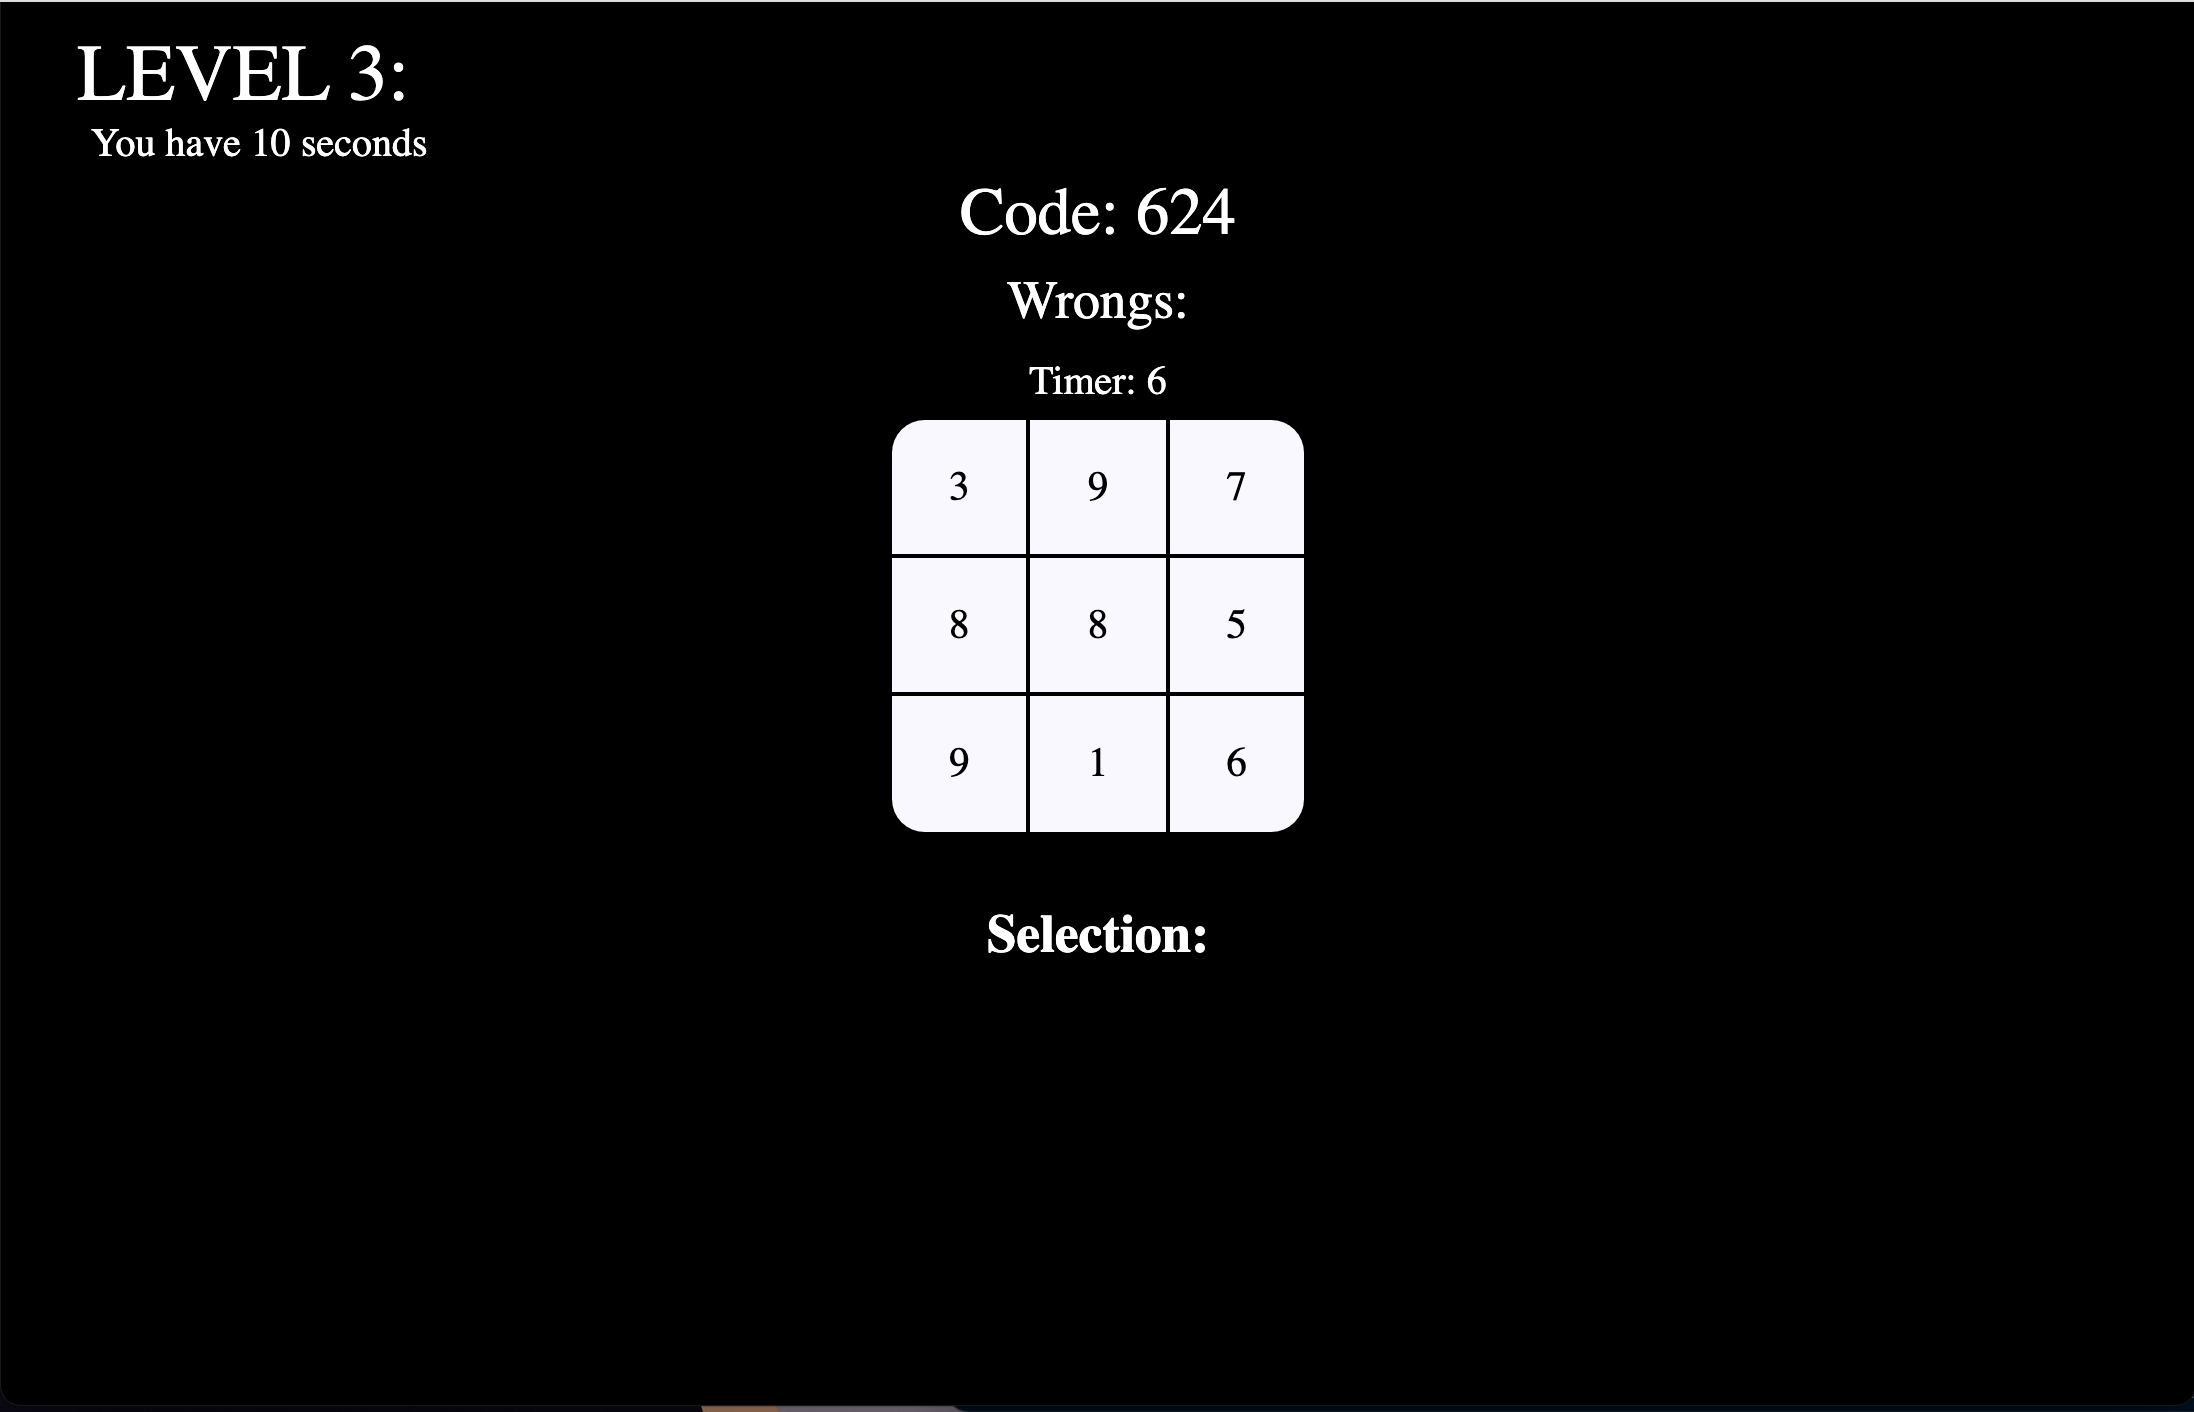 LEVEL 3:
You have 10 seconds
Code: 624
Wrongs:
Timer: 6
3 9 7
8 8 5
9 1 6
Selection: